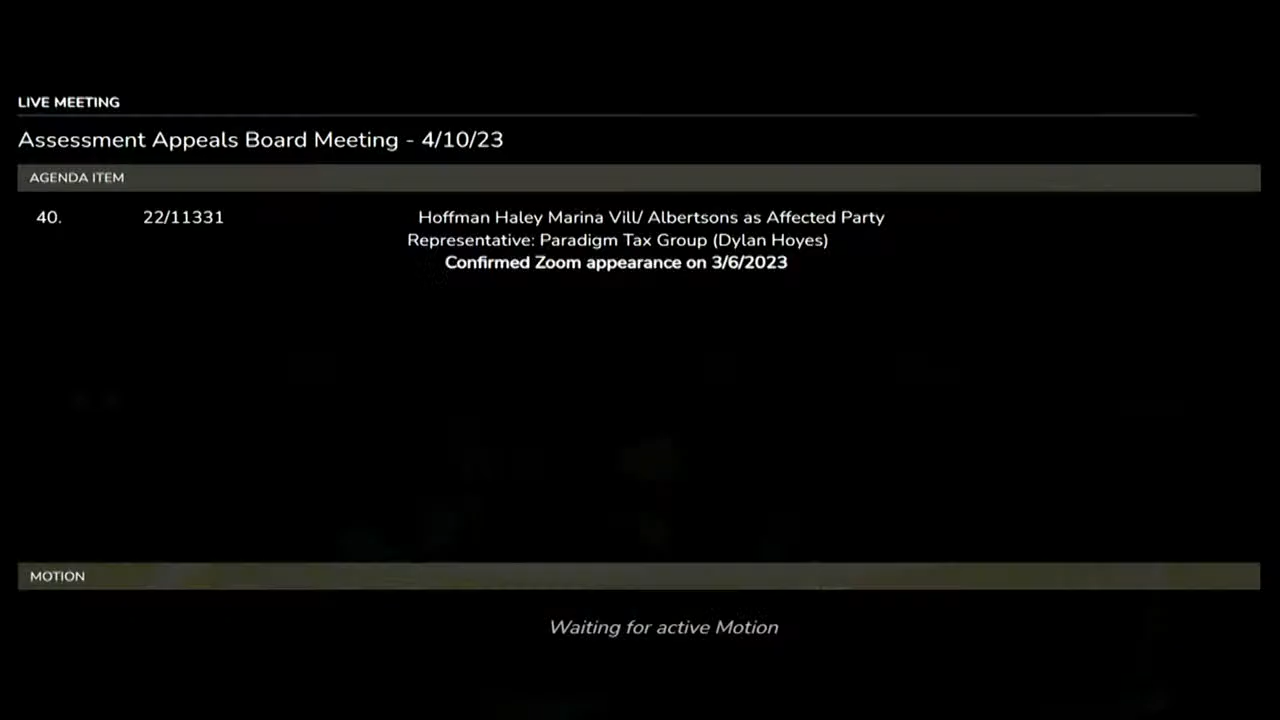 LIVE MEETING
Assessment Appeals Board Meeting - 4/10/23
AGENDA ITEM
40. 22/11331 Hoffman Haley Marina Vill/ Albertsons as Affected Party
Representative: Paradigm Tax Group (Dylan Hoyes)
Confirmed Zoom appearance on 3/6/2023
MOTION
Waiting for active Motion